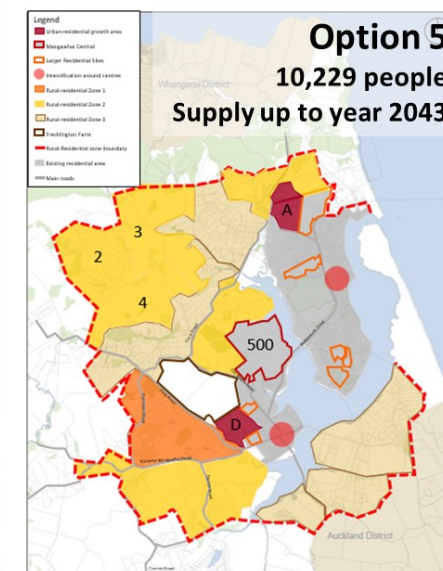 Legend
Urban-residential growth area
Mangawhai Central
Larger Residential Sites
Intensification around centres
Rural-residential Zone 1
Rural-residential Zone 2
Rural-residential Zone 3
Frecklington Farm
Rural-Residential zone boundary
Existing residential area
Main roads
Option 5
10,229 people
Supply up to year 2043
Whangarei District
A
3
2
4
500
D
Auckland District